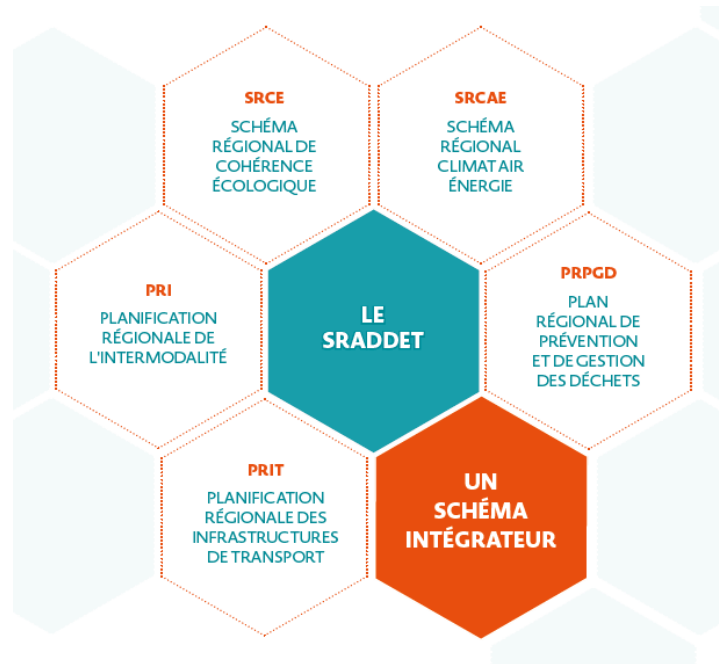 SRCE
SCHÉMA
RÉGIONAL DE
COHÉRENCE
ÉCOLOGIQUE
SRCAE
SCHÉMA
RÉGIONAL
CLIMAT AIR
ÉNERGIE
PRI
PLANIFICATION
RÉGIONALE DE
L'INTERMODALITÉ
LE
SRADDET
PRPGD
PLAN
RÉGIONAL DE
PRÉVENTION
ET DE GESTION
DES DÉCHETS
PRIT
PLANIFICATION
RÉGIONALE DES
INFRASTRUCTURES
DE TRANSPORT
UN
SCHÉMA
INTÉGRATEUR